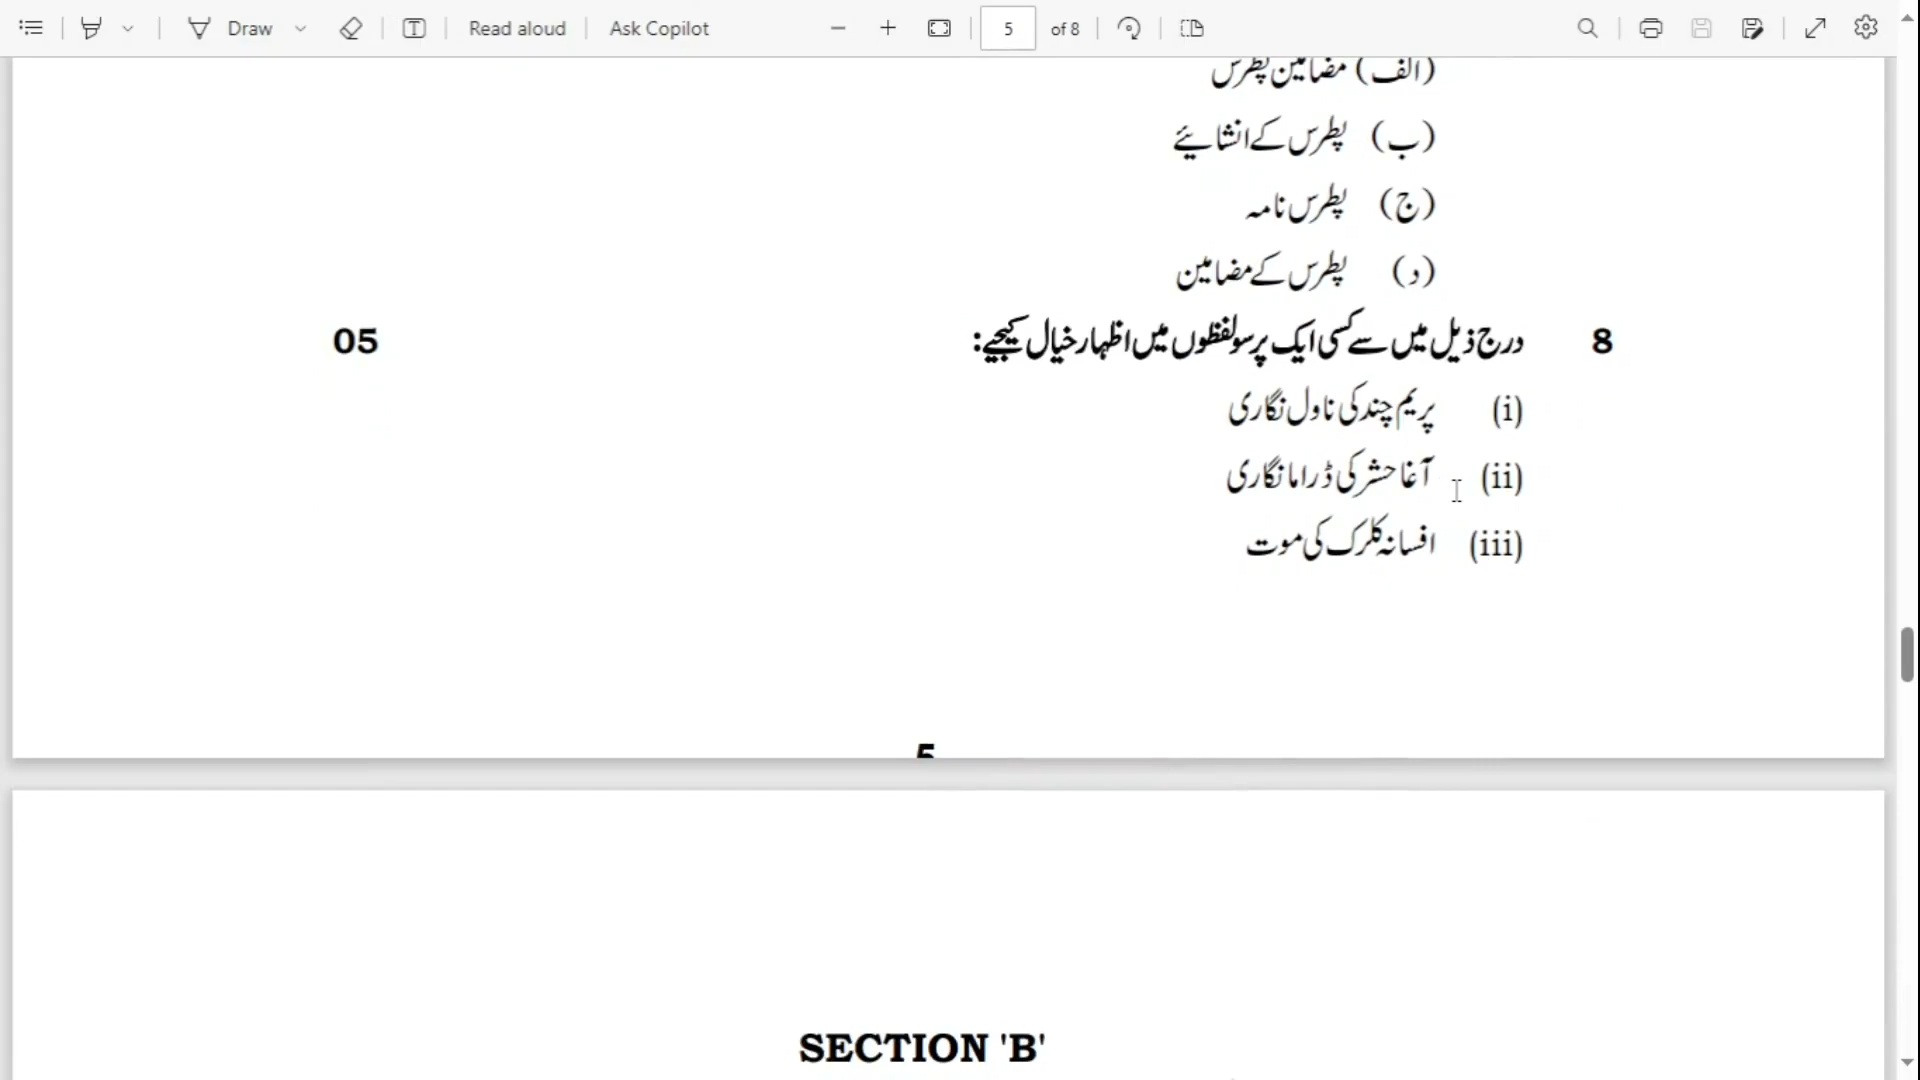 Draw Read aloud Ask Copilot 5 of 8
(الف) مضامین پطرس
(ب) پطرس کے انشائیے
(ج) پطرس نامہ
(د) پطرس کے مضامین
8 درج ذیل میں سے کسی ایک پر سو لفظوں میں اظہار خیال کیجیے: 05
(i) پریم چند کی ناول نگاری
(ii) آغا حشر کی ڈراما نگاری
(iii) افسانہ کلرک کی موت
5
SECTION 'B'